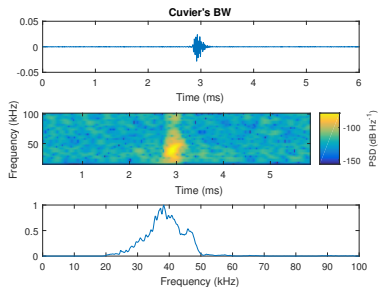 Cuvier's BW
0.05
0
-0.05
0 1 2 3 4 5 6
Time (ms)
Frequency (kHz)
100
50
1 2 3 4 5
Time (ms)
-100
-150
PSD (dB Hz⁻¹)
1
0.5
0
0 10 20 30 40 50 60 70 80 90 100
Frequency (kHz)